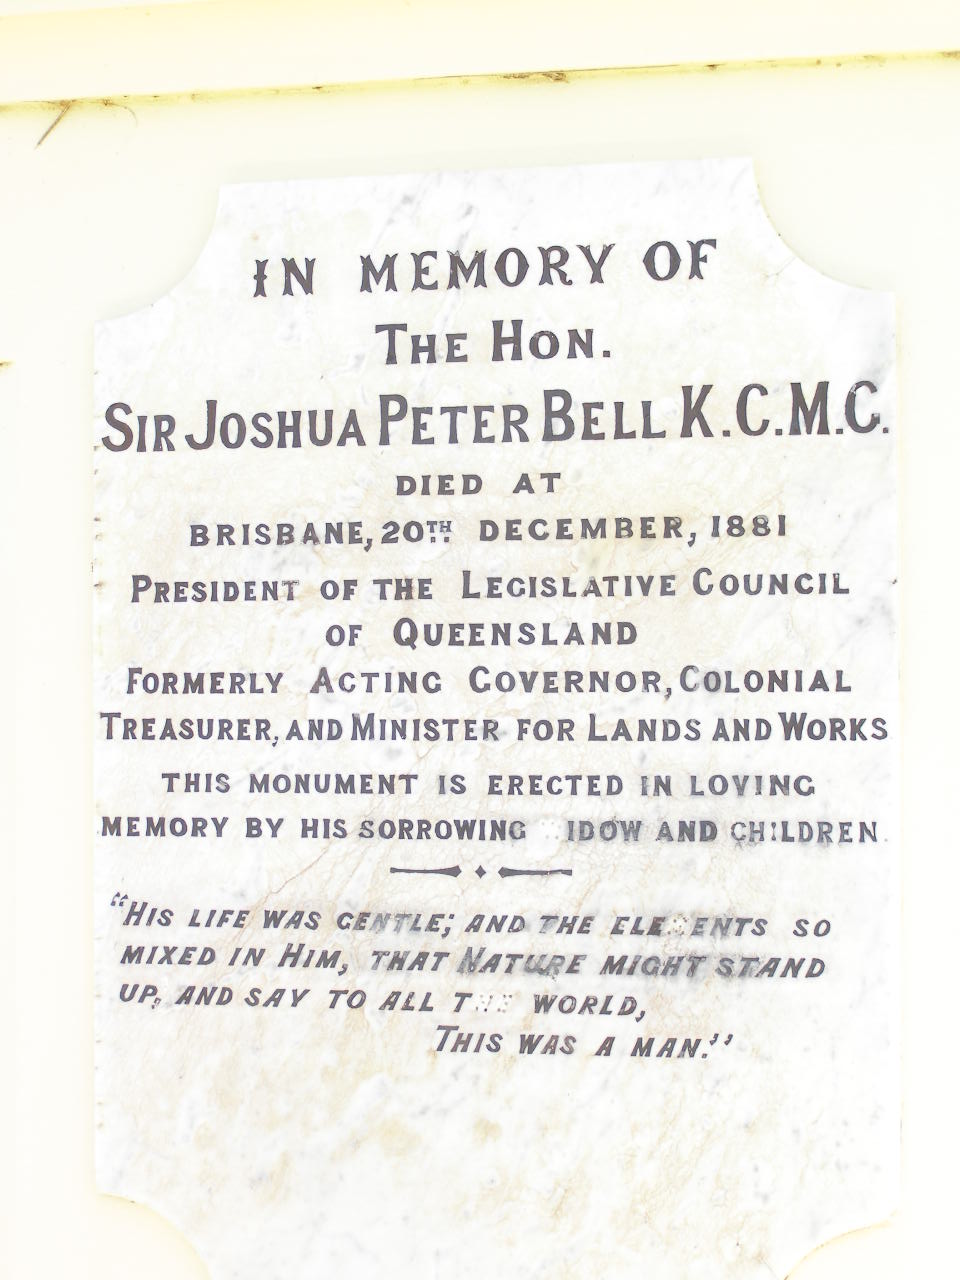 IN MEMORY OF
THE HON.
SIR JOSHUA PETER BELL K.C.M.G.
DIED AT
BRISBANE, 20TH DECEMBER, 1881
PRESIDENT OF THE LEGISLATIVE COUNCIL
OF QUEENSLAND
FORMERLY ACTING GOVERNOR, COLONIAL
TREASURER, AND MINISTER FOR LANDS AND WORKS
THIS MONUMENT IS ERECTED IN LOVING
MEMORY BY HIS SORROWING WIDOW AND CHILDREN.
"HIS LIFE WAS GENTLE; AND THE ELEMENTS SO
MIXED IN HIM, THAT NATURE MIGHT STAND
UP, AND SAY TO ALL THE WORLD,
THIS WAS A MAN."